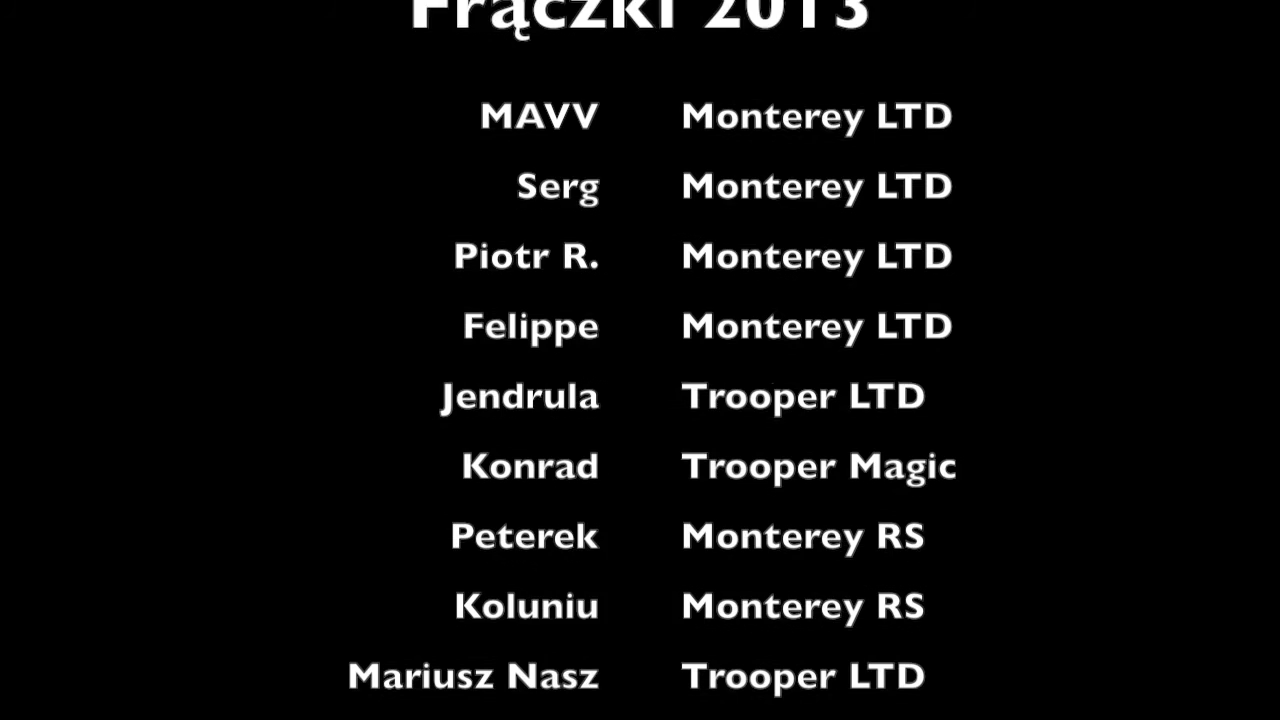 Frączki 2013
MAVV Monterey LTD
Serg Monterey LTD
Piotr R. Monterey LTD
Felippe Monterey LTD
Jendrula Trooper LTD
Konrad Trooper Magic
Peterek Monterey RS
Koluniu Monterey RS
Mariusz Nasz Trooper LTD